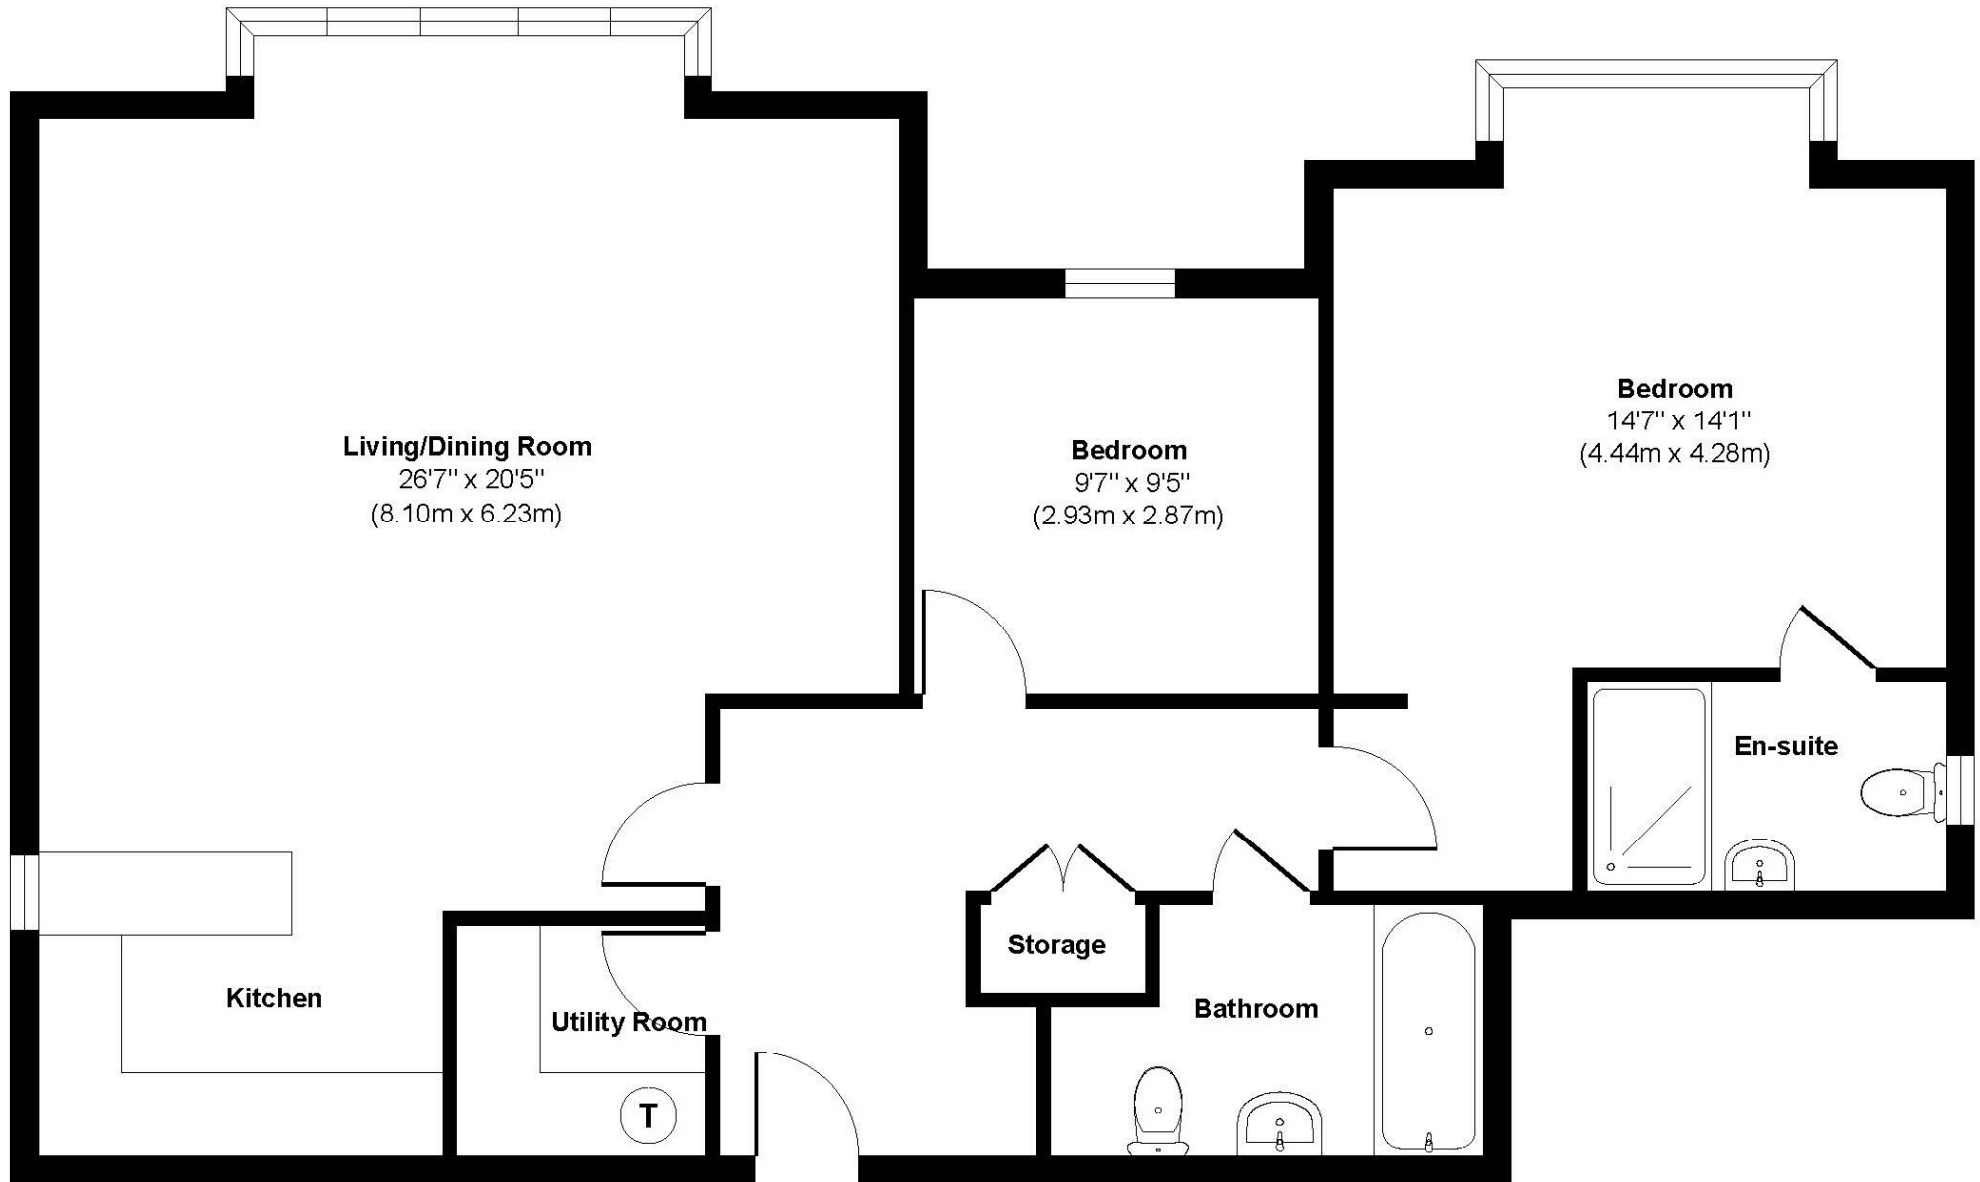 Living/Dining Room
26'7" x 20'5"
(8.10m x 6.23m)
Bedroom
9'7" x 9'5"
(2.93m x 2.87m)
Bedroom
14'7" x 14'1"
(4.44m x 4.28m)
En-suite
Storage
Kitchen
Utility Room
Bathroom
T